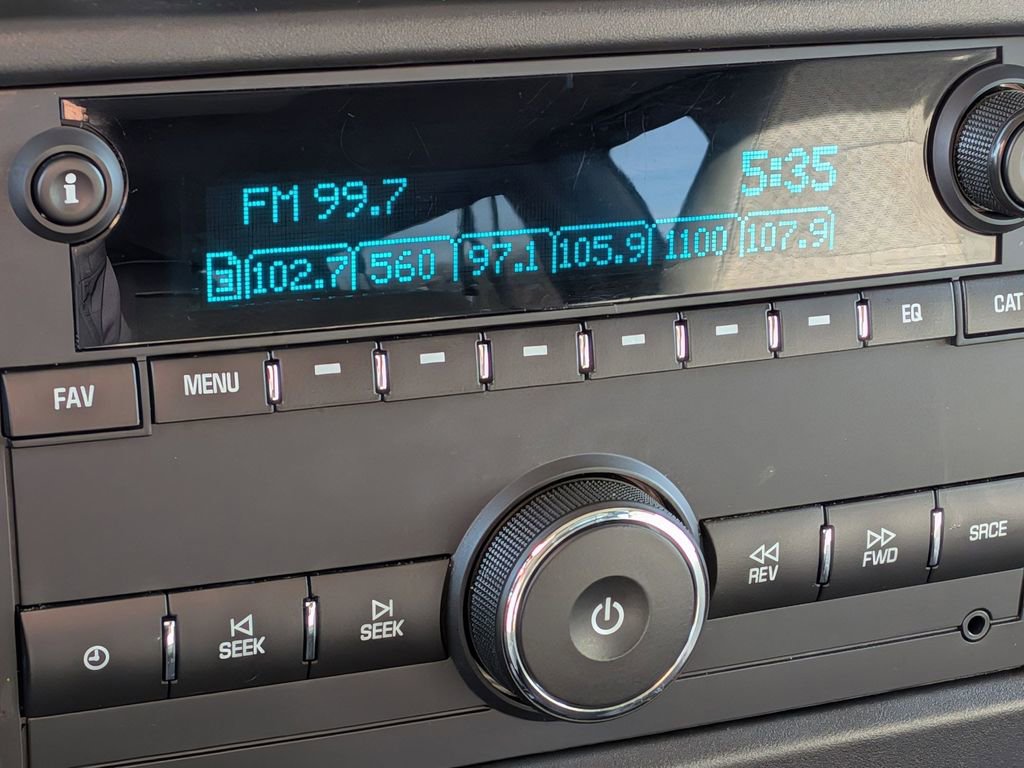 i
FM 99.7 5:35
3 102.7 560 97.1 105.9 1100 107.9
FAV MENU EQ CAT
SEEK SEEK REV FWD SRCE